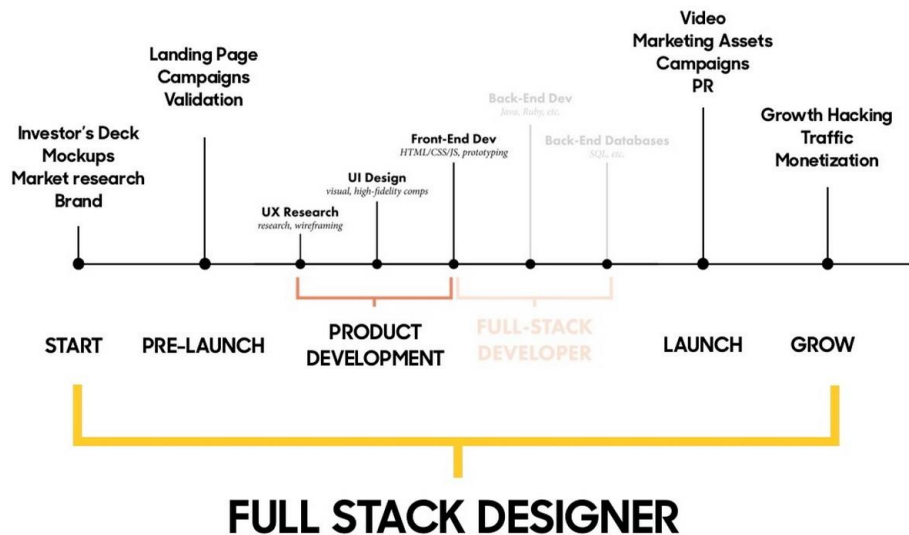 Investor's Deck
Mockups
Market research
Brand
Landing Page
Campaigns
Validation
UX Research
research, wireframing
UI Design
visual, high-fidelity comps
Front-End Dev
HTML/CSS/JS, prototyping
Back-End Dev
Java, Ruby, etc.
Back-End Databases
SQL, etc.
Video
Marketing Assets
Campaigns
PR
Growth Hacking
Traffic
Monetization
START
PRE-LAUNCH
PRODUCT
DEVELOPMENT
FULL-STACK
DEVELOPER
LAUNCH
GROW
FULL STACK DESIGNER